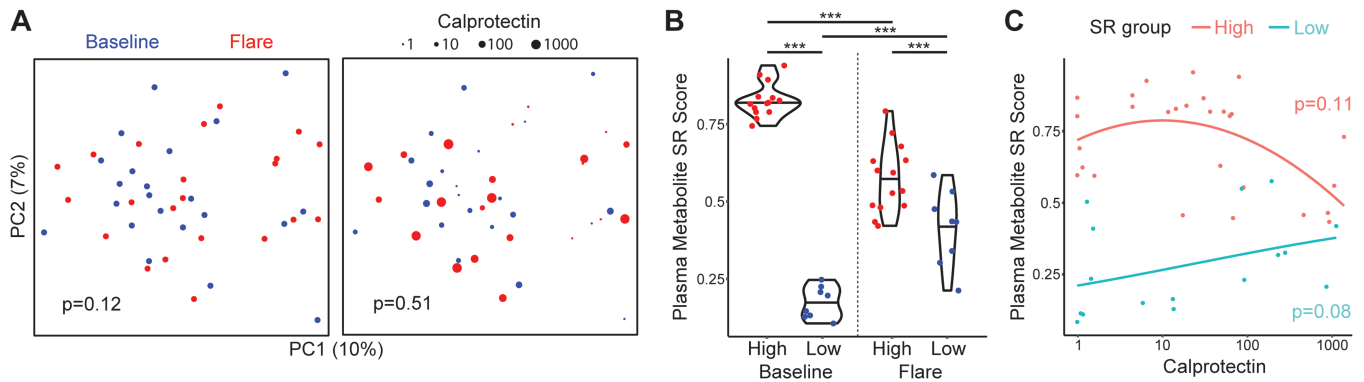 A
Baseline
Flare
Calprotectin
1 10 100 1000
PC2 (7%)
p=0.12
p=0.51
PC1 (10%)
B
***
***
***
***
Plasma Metabolite SR Score
0.75
0.5
0.25
High Low High Low
Baseline Flare
C
SR group High Low
Plasma Metabolite SR Score
0.75
0.5
0.25
p=0.11
p=0.08
1 10 100 1000
Calprotectin